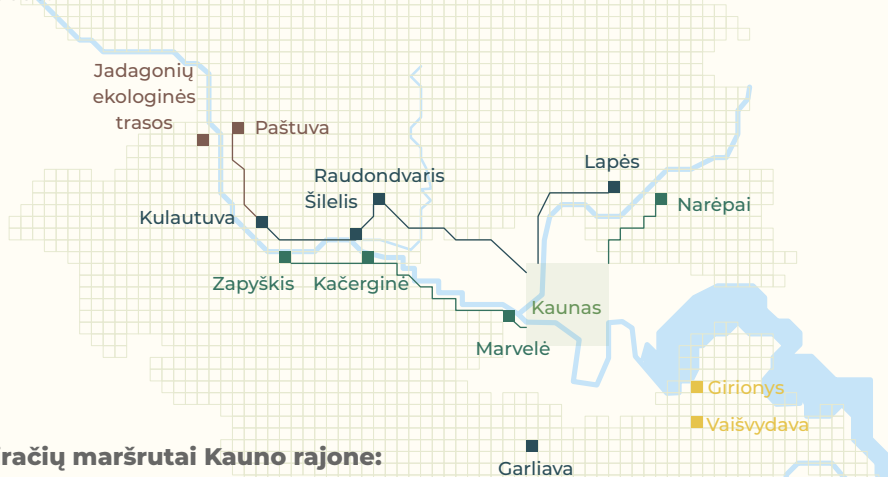 Jadagonių
ekologinės
trasos
Paštuva
Raudondvaris
Šilelis
Lapės
Narėpai
Kulautuva
Zapyškis
Kačerginė
Kaunas
Marvelė
Girionys
Vaišvydava
maršrutai Kauno rajone:
Garliava